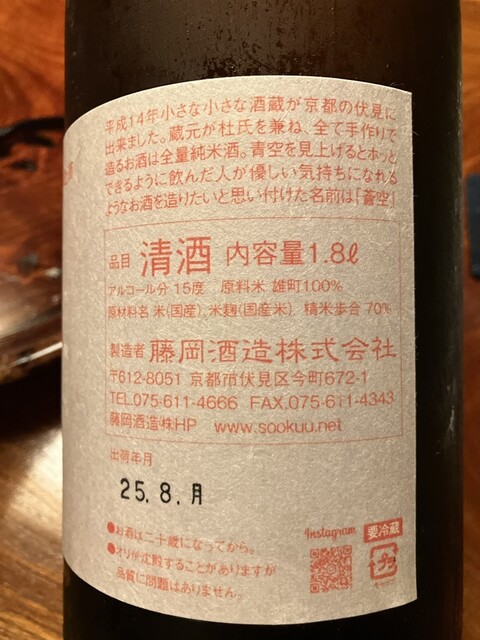 平成14年小さな小さな酒蔵が京都の伏見に
出来ました。蔵元が杜氏を兼ね、全て手作りで
造るお酒は全量純米酒。青空を見上げるとホッと
できるように飲んだ人が優しい気持ちになれる
ようなお酒を造りたいと思い付けた名前は「蒼空」
品目 清酒 内容量1.8ℓ
アルコール分 15度 原料米 雄町100%
原材料名 米(国産)、米麹(国産米) 精米歩合 70%
製造者 藤岡酒造株式会社
〒612-8051 京都市伏見区今町672-1
TEL.075-611-4666 FAX.075-611-4343
藤岡酒造㈱HP www.sookuu.net
出荷年月
25.8.月
●お酒は二十歳になってから。
●オリが沈殿することがありますが
品質に問題はありません。
Instagram
要冷蔵